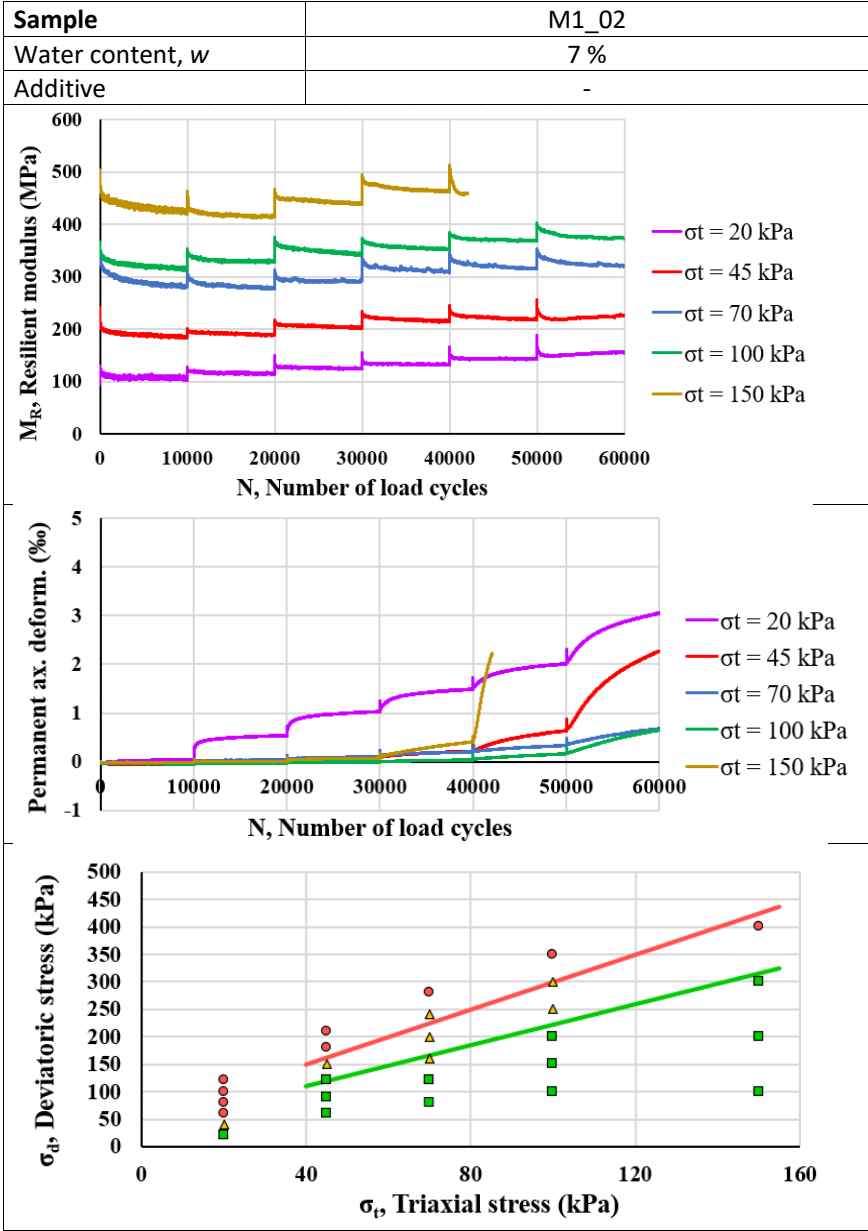 Sample M1_02
Water content, w 7 %
Additive -
600
500
400
300
200
100
0
M_R, Resilient modulus (MPa)
0 10000 20000 30000 40000 50000 60000
N, Number of load cycles
σt = 20 kPa
σt = 45 kPa
σt = 70 kPa
σt = 100 kPa
σt = 150 kPa
5
4
3
2
1
0
-1
Permanent ax. deform. (‰)
0 10000 20000 30000 40000 50000 60000
N, Number of load cycles
σt = 20 kPa
σt = 45 kPa
σt = 70 kPa
σt = 100 kPa
σt = 150 kPa
500
450
400
350
300
250
200
150
100
50
0
σd, Deviatoric stress (kPa)
0 40 80 120 160
σt, Triaxial stress (kPa)